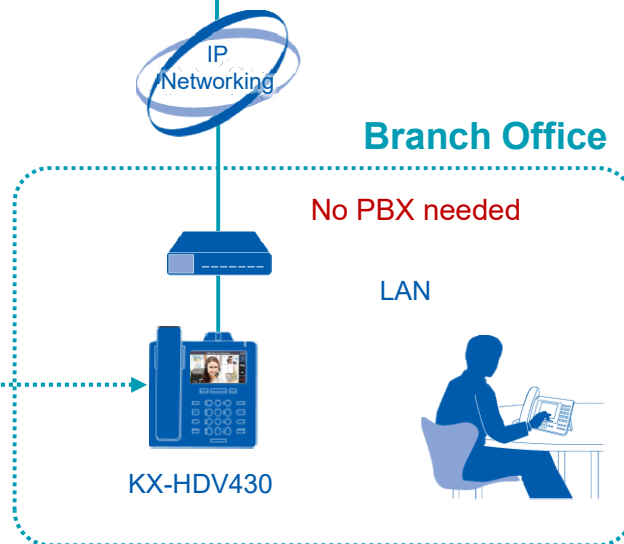 IP
Networking
Branch Office
No PBX needed
LAN
KX-HDV430